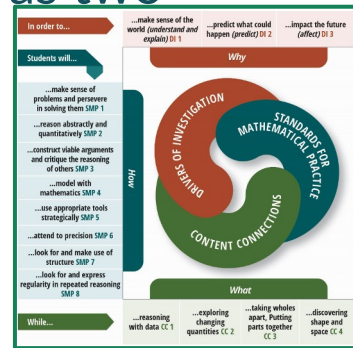 as two
In order to...
...make sense of the
world (understand and
explain) DI 1
...predict what could
happen (predict) DI 2
...impact the future
(affect) DI 3
Students will...
Why
...make sense of
problems and persevere
in solving them SMP 1
...reason abstractly and
quantitatively SMP 2
...construct viable arguments
and critique the reasoning
of others SMP 3
...model with
mathematics SMP 4
...use appropriate tools
strategically SMP 5
...attend to precision SMP 6
...look for and make use of
structure SMP 7
...look for and express
regularity in repeated reasoning
SMP 8
How
DRIVERS OF INVESTIGATION
STANDARDS FOR
MATHEMATICAL PRACTICE
CONTENT CONNECTIONS
What
While...
...reasoning
with data CC 1
...exploring
changing
quantities CC 2
...taking wholes
apart, Putting
parts together
CC 3
...discovering
shape and
space CC 4